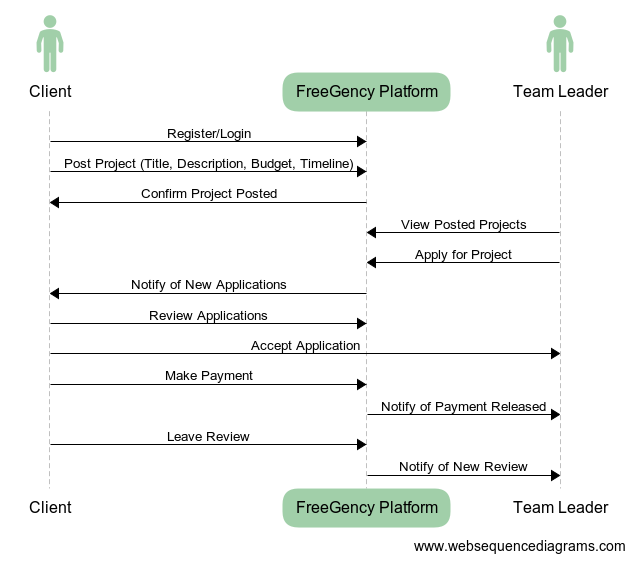 Client
FreeGency Platform
Team Leader
Register/Login
Post Project (Title, Description, Budget, Timeline)
Confirm Project Posted
View Posted Projects
Apply for Project
Notify of New Applications
Review Applications
Accept Application
Make Payment
Notify of Payment Released
Leave Review
Notify of New Review
Client
FreeGency Platform
Team Leader
www.websequencediagrams.com